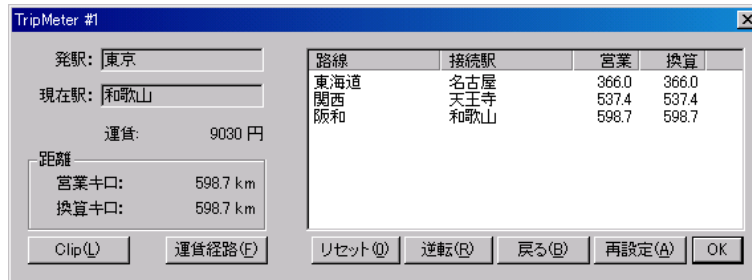 TripMeter #1
発駅: 東京
現在駅: 和歌山
運賃: 9030 円
距離
営業キロ: 598.7 km
換算キロ: 598.7 km
Clip(L) 運賃経路(F)
路線 接続駅 営業 換算
東海道 名古屋 366.0 366.0
関西 天王寺 537.4 537.4
阪和 和歌山 598.7 598.7
リセット(0) 逆転(R) 戻る(B) 再設定(A) OK